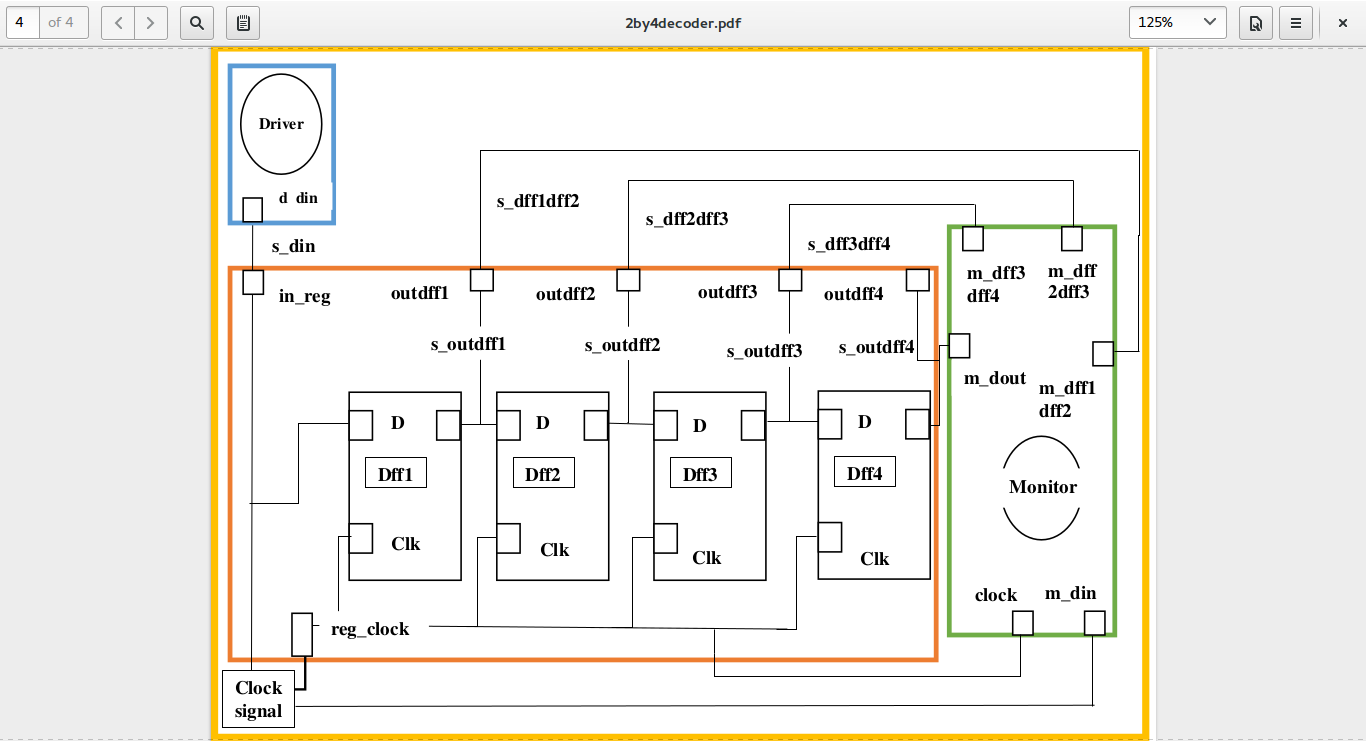 4 of 4
2by4decoder.pdf
125%
Driver
d din
s_din
s_dff1dff2
s_dff2dff3
s_dff3dff4
in_reg
outdff1
outdff2
outdff3
outdff4
m_dff3
dff4
m_dff
2dff3
s_outdff1
s_outdff2
s_outdff3
s_outdff4
m_dout
m_dff1
dff2
D
D
D
D
Dff1
Dff2
Dff3
Dff4
Monitor
Clk
Clk
Clk
Clk
clock
m_din
reg_clock
Clock
signal